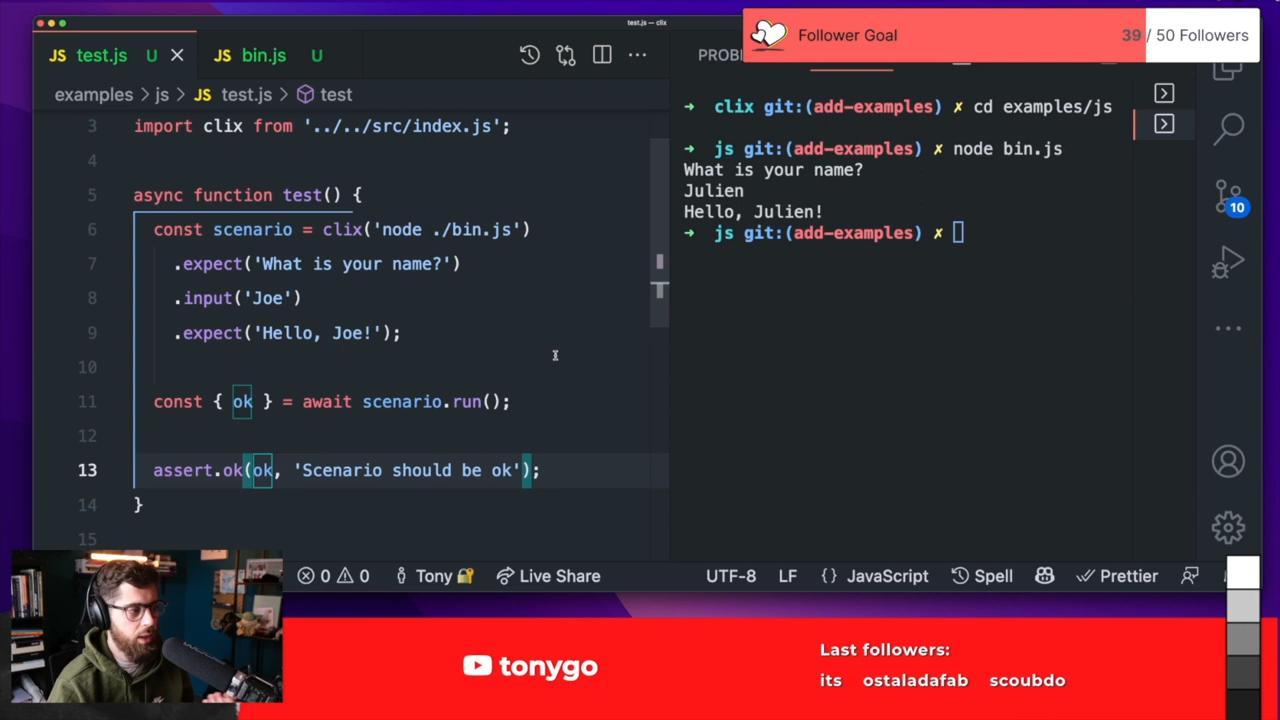 test.js — clix
Follower Goal
39 / 50 Followers
JS test.js U
JS bin.js U
examples > js > JS test.js > test
3 import clix from '../../src/index.js';
4
5 async function test() {
6 const scenario = clix('node ./bin.js')
7 .expect('What is your name?')
8 .input('Joe')
9 .expect('Hello, Joe!');
10
11 const { ok } = await scenario.run();
12
13 assert.ok(ok, 'Scenario should be ok');
14 }
15
➜ clix git:(add-examples) ✗ cd examples/js
➜ js git:(add-examples) ✗ node bin.js
What is your name?
Julien
Hello, Julien!
➜ js git:(add-examples) ✗
10
0 0 Tony🔐 Live Share UTF-8 LF {} JavaScript Spell Prettier
tonygo
Last followers:
its ostaladafab scoubdo